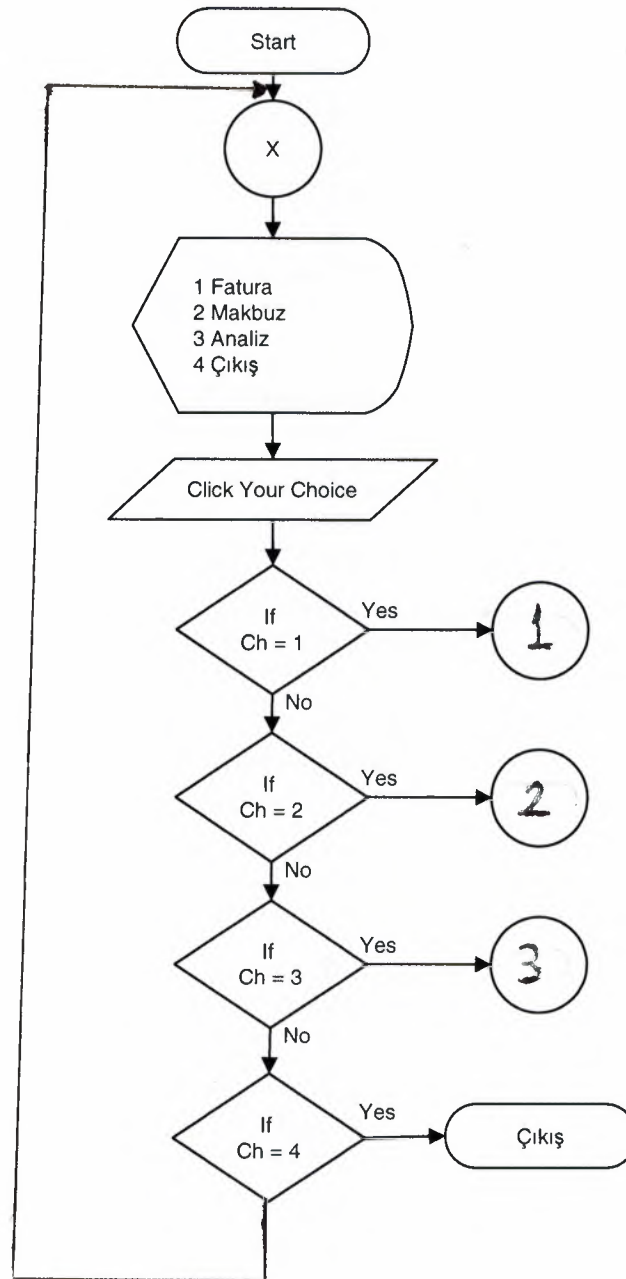 Start
X
1 Fatura
2 Makbuz
3 Analiz
4 Çıkış
Click Your Choice
If
Ch = 1
Yes
1
No
If
Ch = 2
Yes
2
No
If
Ch = 3
Yes
3
No
If
Ch = 4
Yes
Çıkış